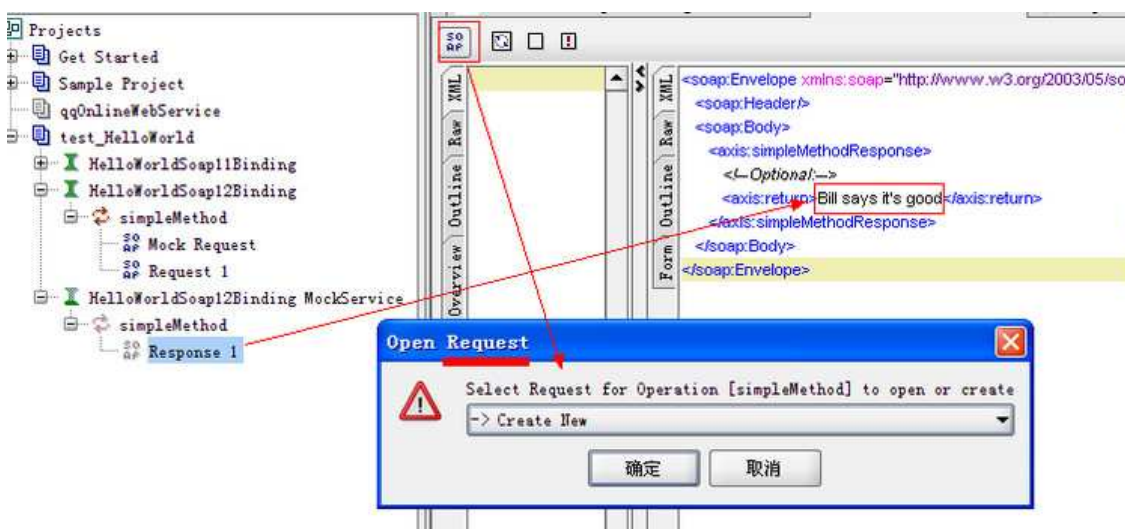 Projects
Get Started
Sample Project
qqOnlineWebService
test_HelloWorld
HelloWorldSoap11Binding
HelloWorldSoap12Binding
simpleMethod
SOAP Mock Request
SOAP Request 1
HelloWorldSoap12Binding MockService
simpleMethod
SOAP Response 1
SOAP
XML
Raw
Outline
Overview
XML
Raw
Outline
Form
<soap:Envelope xmlns:soap="http://www.w3.org/2003/05/so
<soap:Header/>
<soap:Body>
<axis:simpleMethodResponse>
<!--Optional:-->
<axis:return>Bill says it's good</axis:return>
</axis:simpleMethodResponse>
</soap:Body>
</soap:Envelope>
Open Request
Select Request for Operation [simpleMethod] to open or create
-> Create New
确定
取消